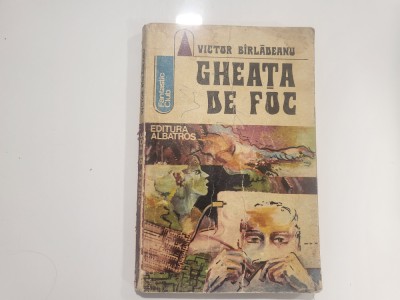 Fantastic
Club
VICTOR BÎRLĂDEANU
GHEAȚA
DE FOC
EDITURA
ALBATROS